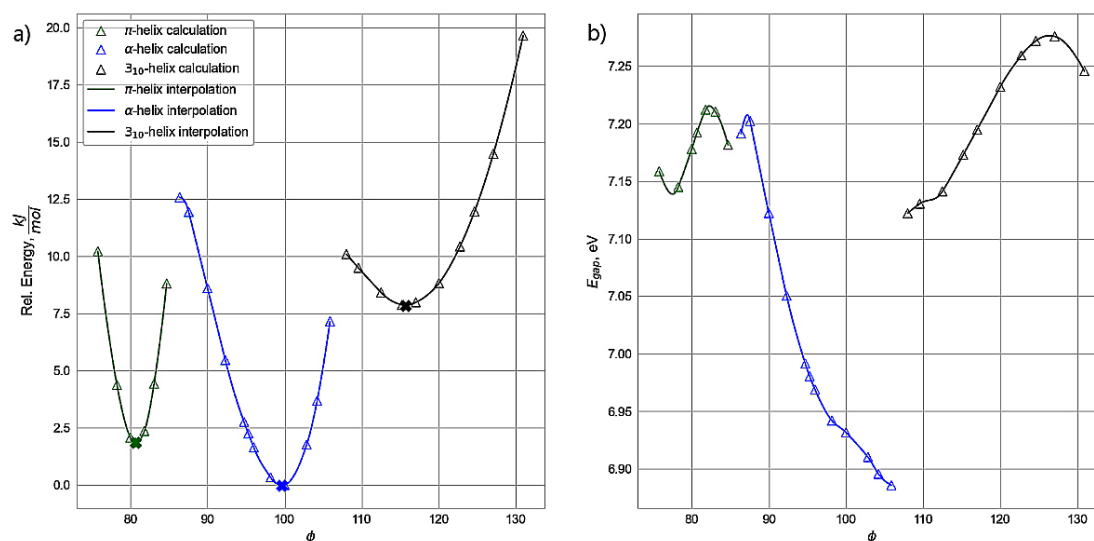 a)
π-helix calculation
α-helix calculation
3₁₀-helix calculation
π-helix interpolation
α-helix interpolation
3₁₀-helix interpolation
20.0
17.5
15.0
12.5
10.0
7.5
5.0
2.5
0.0
Rel. Energy, kJ/mol
80 90 100 110 120 130
ϕ
b)
7.25
7.20
7.15
7.10
7.05
7.00
6.95
6.90
E_gap, eV
80 90 100 110 120 130
ϕ